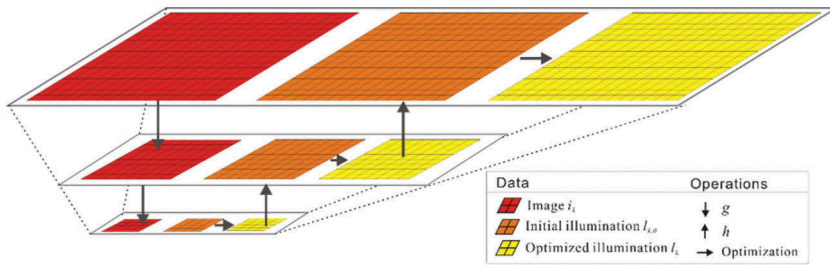 Data Operations
Image i_k g
Initial illumination l_k,0 h
Optimized illumination l_k Optimization